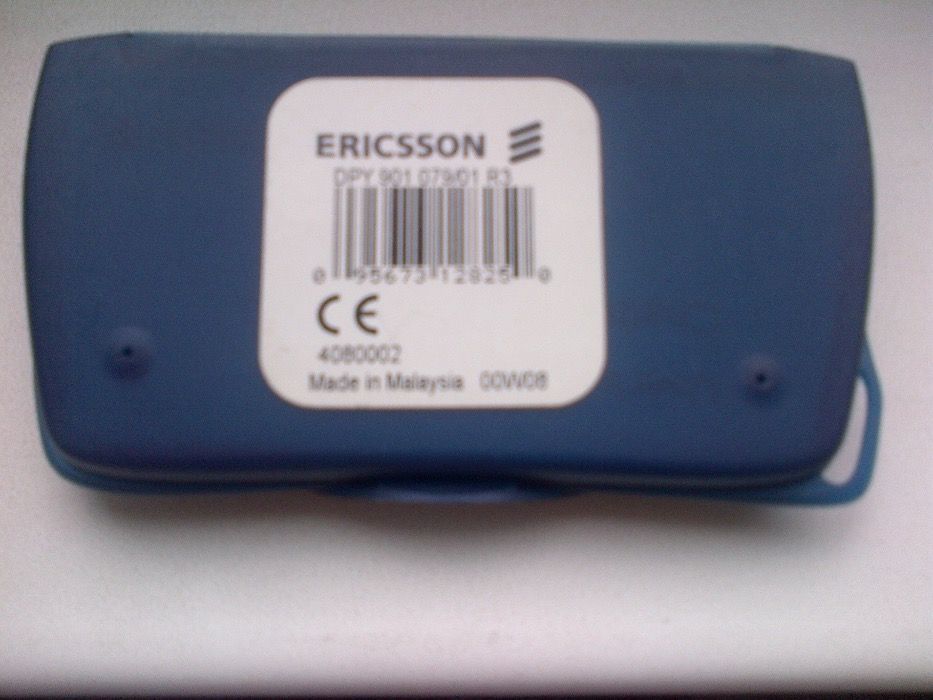 ERICSSON
DPY 901 079/01 R3
0 95673 12825 0
CE
4080002
Made in Malaysia 00W08